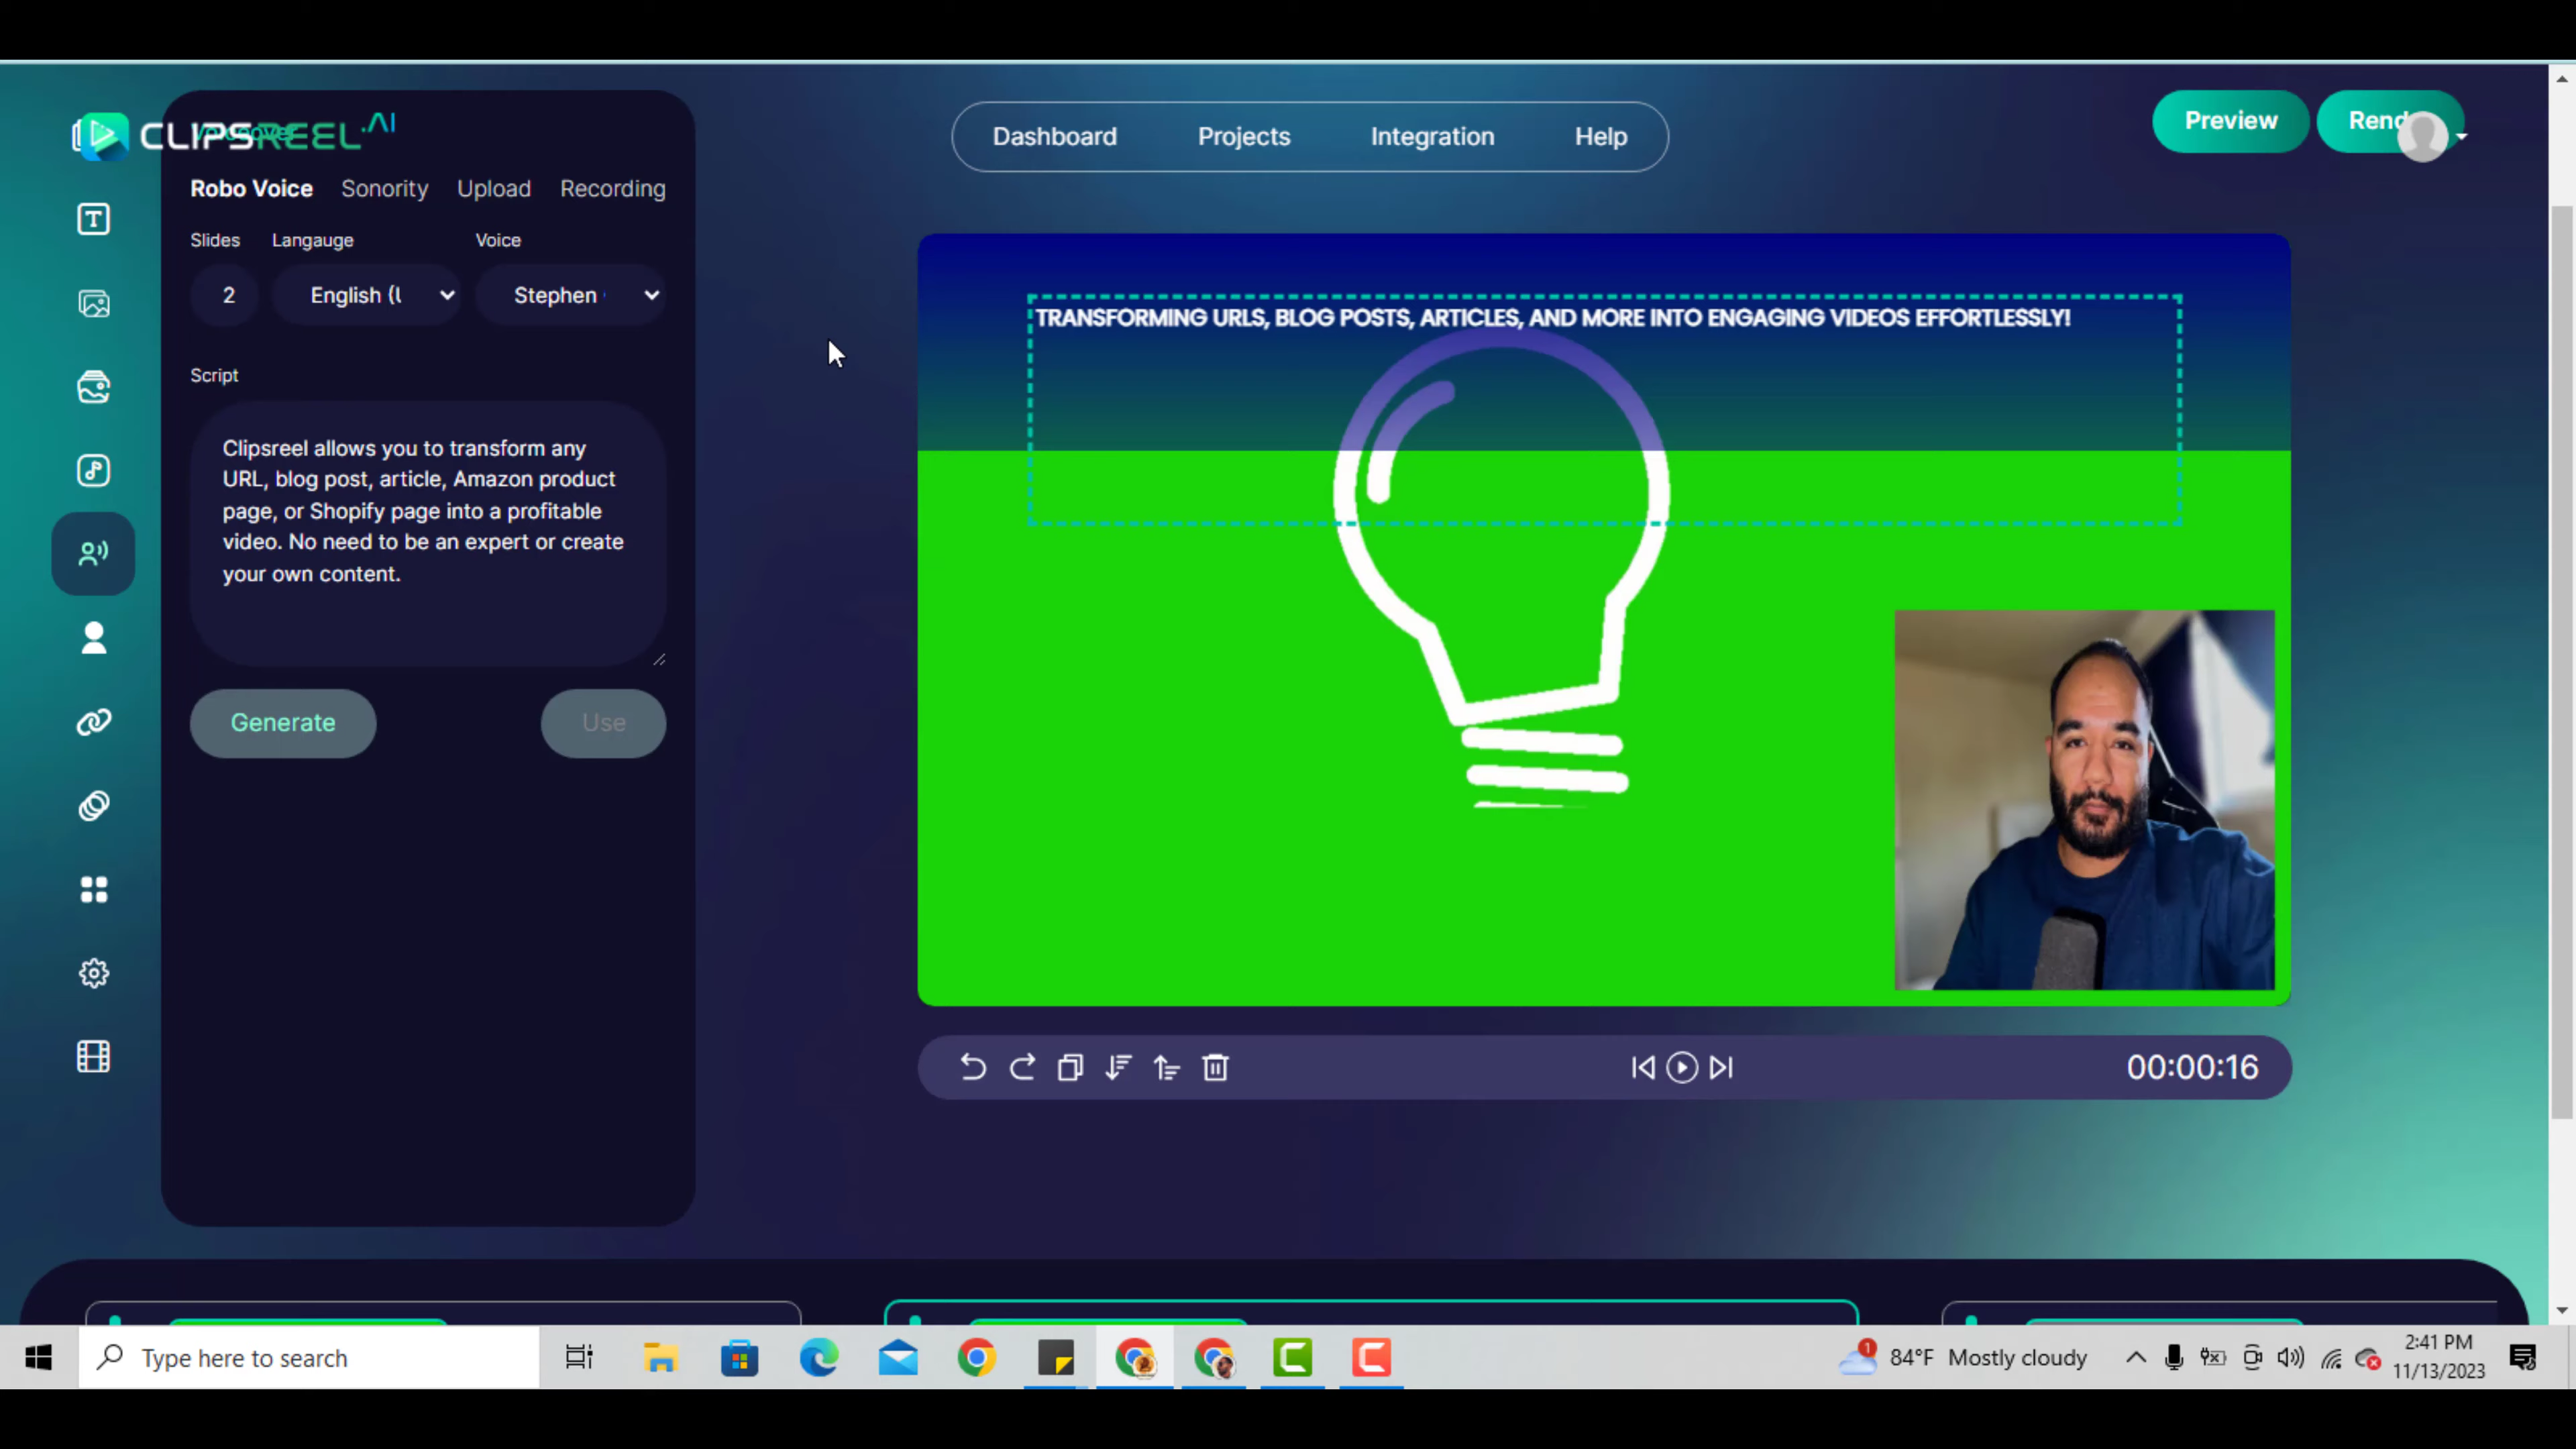 CLIPSREEL.AI
Dashboard Projects Integration Help
Preview
Rend
Robo Voice Sonority Upload Recording
Slides Langauge Voice
2 English (U Stephen
Script
Clipsreel allows you to transform any
URL, blog post, article, Amazon product
page, or Shopify page into a profitable
video. No need to be an expert or create
your own content.
Generate Use
TRANSFORMING URLS, BLOG POSTS, ARTICLES, AND MORE INTO ENGAGING VIDEOS EFFORTLESSLY!
00:00:16
Type here to search
1
84°F Mostly cloudy
2:41 PM
11/13/2023